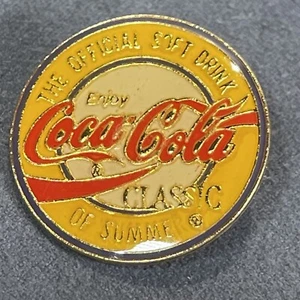 THE OFFICIAL SOFT DRINK
Enjoy
Coca-Cola
CLASSIC
OF SUMMER
®